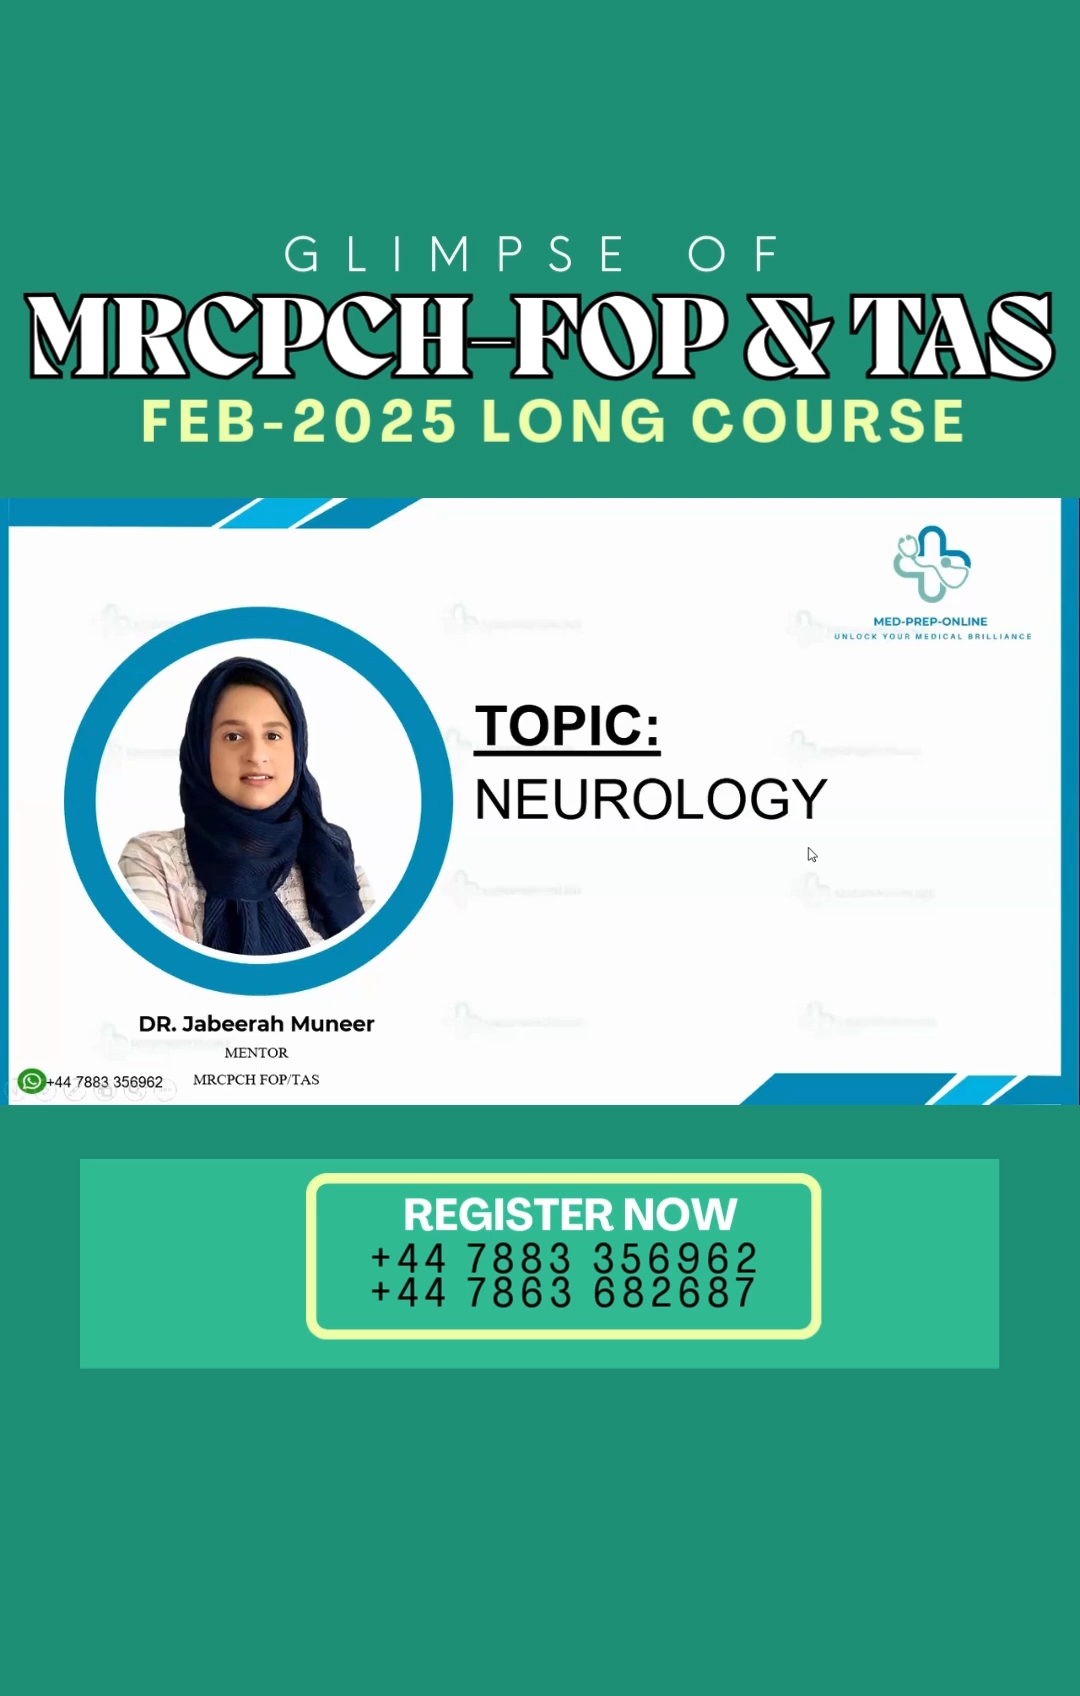 GLIMPSE OF
MRCPCH-FOP & TAS
FEB-2025 LONG COURSE
MED-PREP-ONLINE
UNLOCK YOUR MEDICAL BRILLIANCE
TOPIC:
NEUROLOGY
DR. Jabeerah Muneer
MENTOR
MRCPCH FOP/TAS
+44 7883 356962
REGISTER NOW
+44 7883 356962
+44 7863 682687